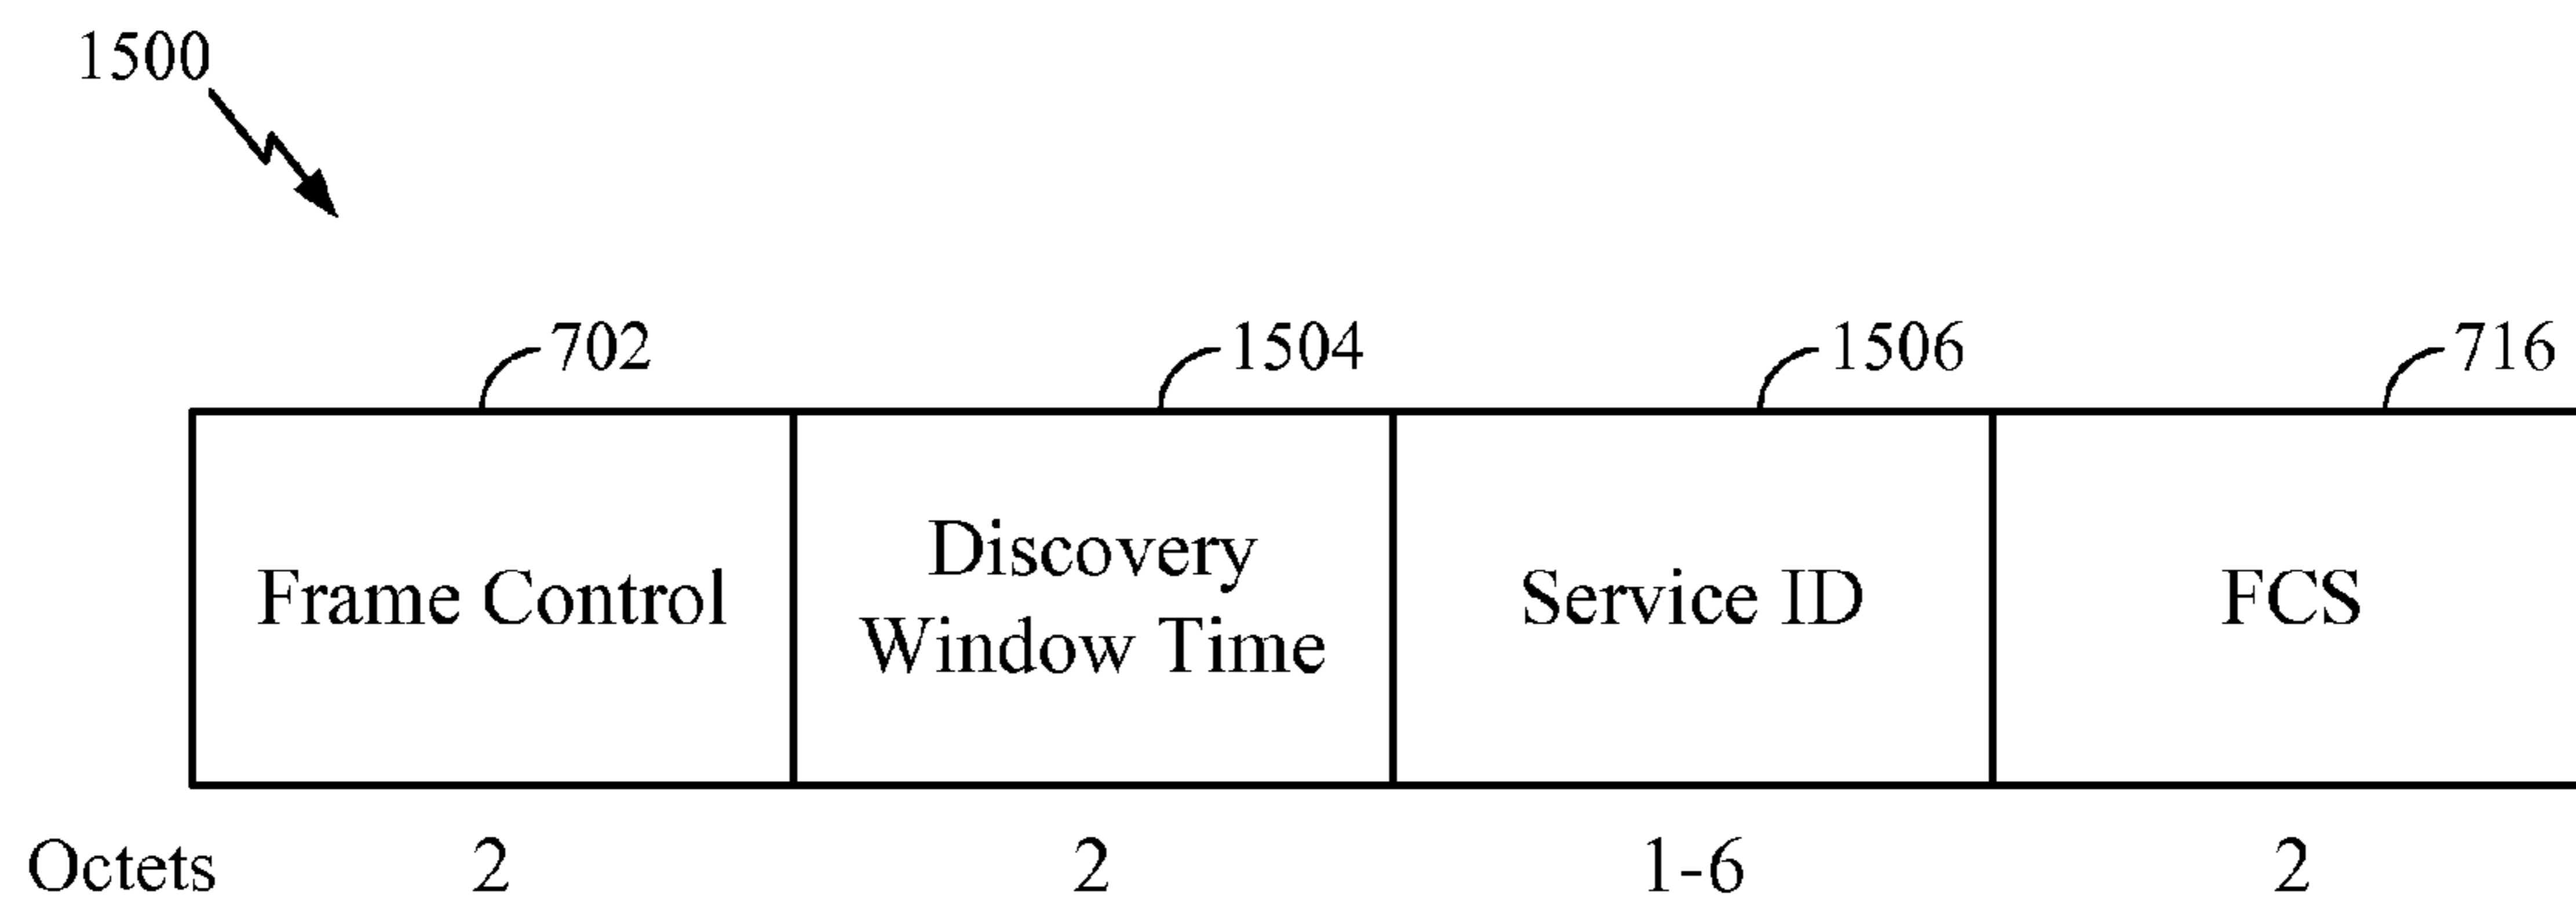 1500
702
1504
1506
716
Frame Control
Discovery
Window Time
Service ID
FCS
Octets
2
2
1-6
2